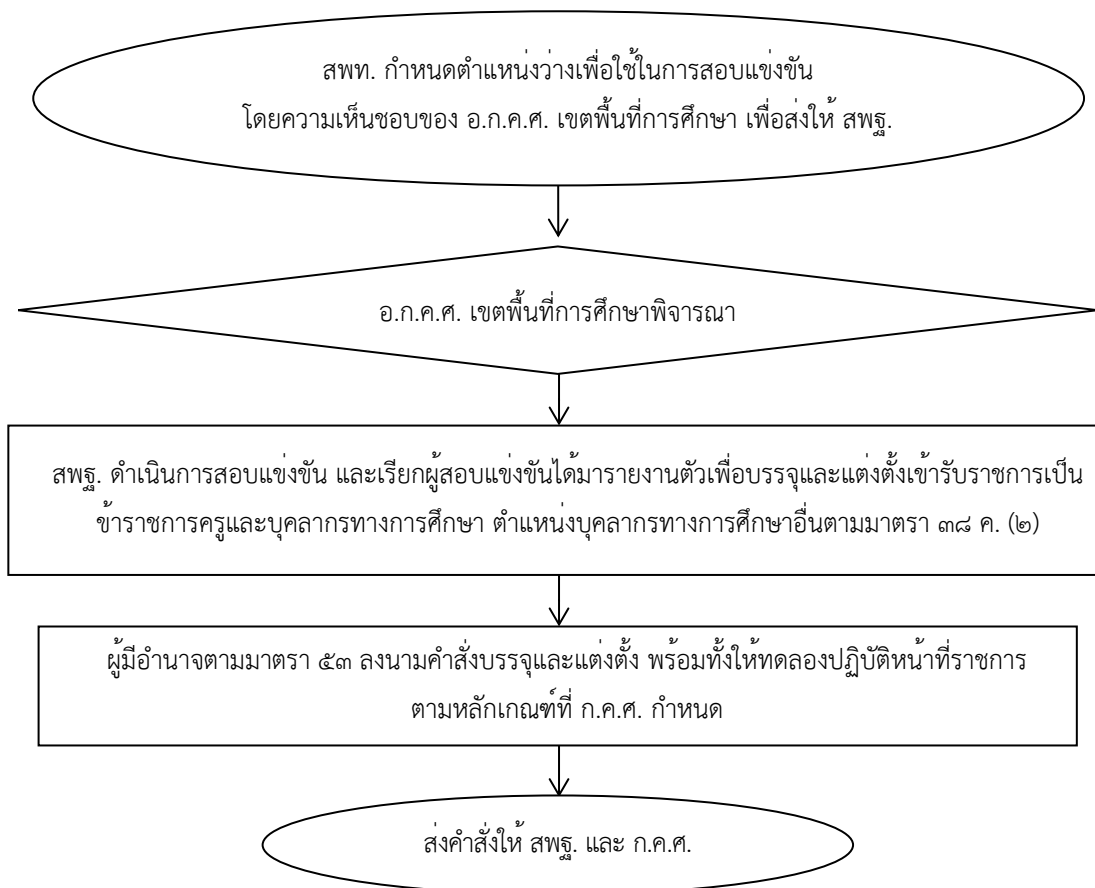 สพท. กำหนดตำแหน่งว่างเพื่อใช้ในการสอบแข่งขัน
โดยความเห็นชอบของ อ.ก.ค.ศ. เขตพื้นที่การศึกษา เพื่อส่งให้ สพฐ.
อ.ก.ค.ศ. เขตพื้นที่การศึกษาพิจารณา
สพฐ. ดำเนินการสอบแข่งขัน และเรียกผู้สอบแข่งขันได้มารายงานตัวเพื่อบรรจุและแต่งตั้งเข้ารับราชการเป็น
ข้าราชการครูและบุคลากรทางการศึกษา ตำแหน่งบุคลากรทางการศึกษาอื่นตามมาตรา ๓๘ ค. (๒)
ผู้มีอำนาจตามมาตรา ๕๓ ลงนามคำสั่งบรรจุและแต่งตั้ง พร้อมทั้งให้ทดลองปฏิบัติหน้าที่ราชการ
ตามหลักเกณฑ์ที่ ก.ค.ศ. กำหนด
ส่งคำสั่งให้ สพฐ. และ ก.ค.ศ.